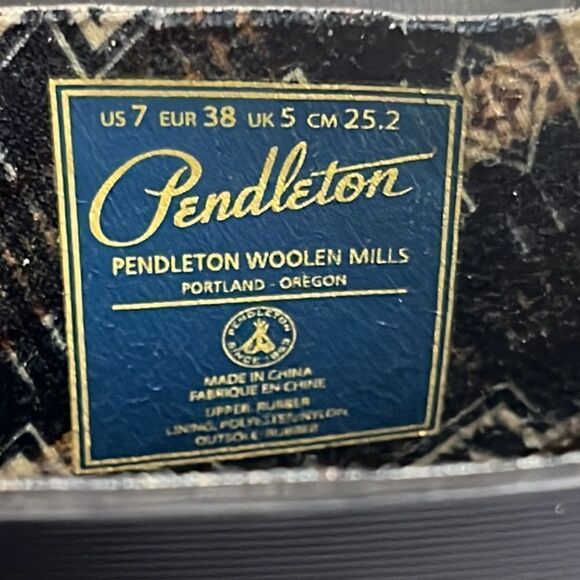 US 7 EUR 38 UK 5 CM 25.2
Pendleton
PENDLETON WOOLEN MILLS
PORTLAND - OREGON
PENDLETON
SINCE 1863
MADE IN CHINA
FABRIQUE EN CHINE
UPPER: RUBBER
LINING: POLYESTER/NYLON
OUTSOLE: RUBBER